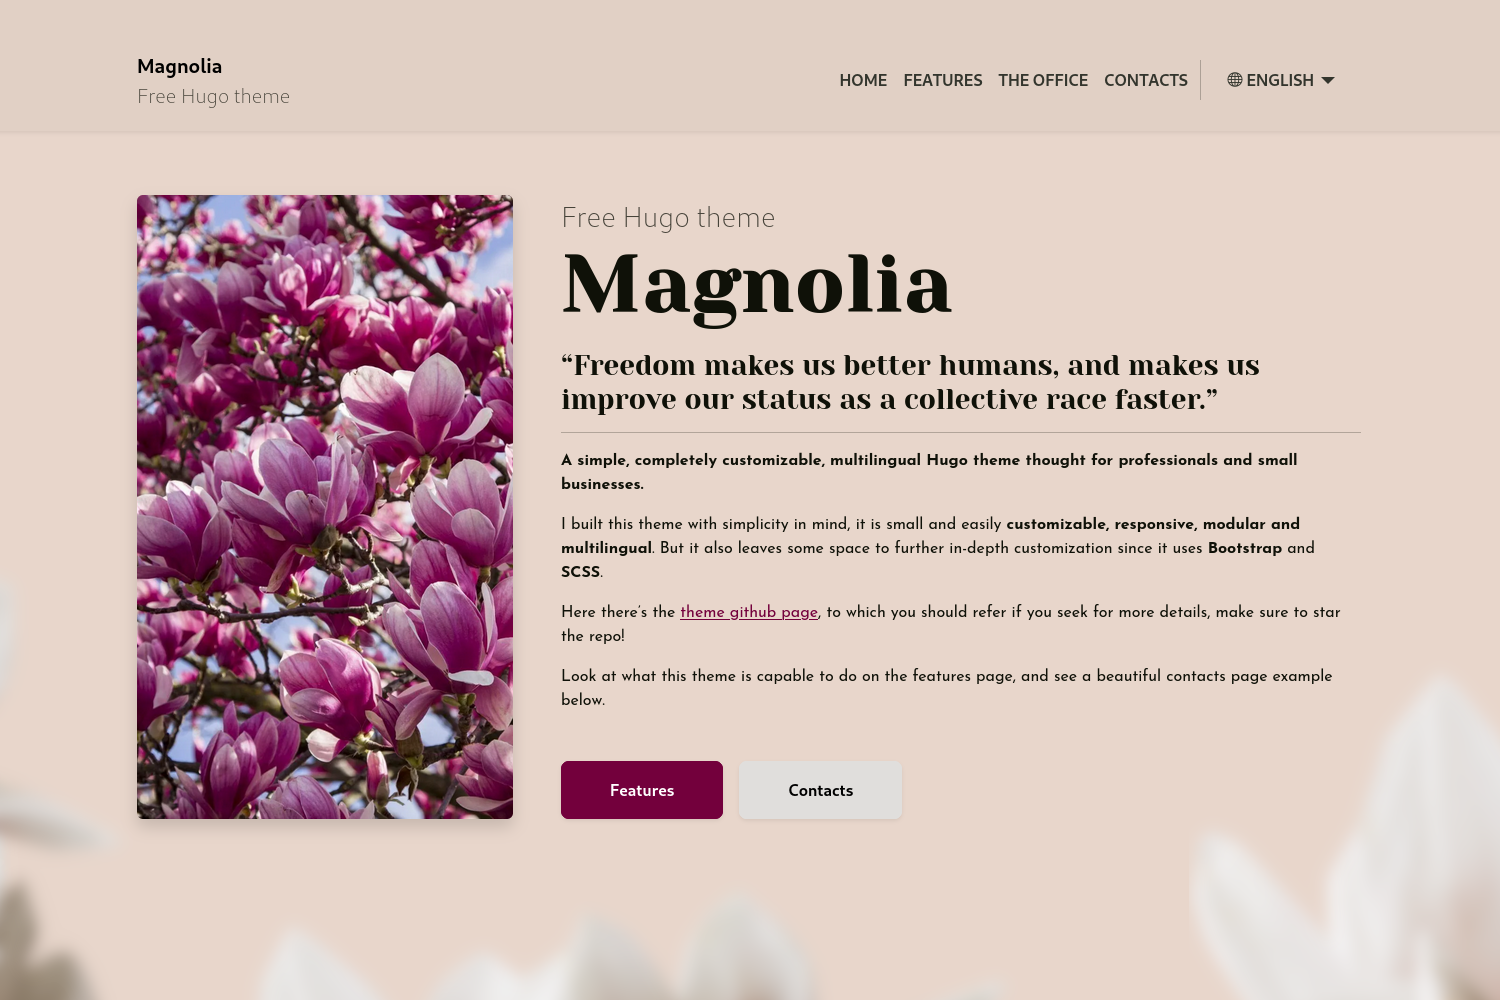 Magnolia
Free Hugo theme
HOME FEATURES THE OFFICE CONTACTS ENGLISH
Free Hugo theme
Magnolia
“Freedom makes us better humans, and makes us
improve our status as a collective race faster.”
A simple, completely customizable, multilingual Hugo theme thought for professionals and small
businesses.
I built this theme with simplicity in mind, it is small and easily customizable, responsive, modular and
multilingual. But it also leaves some space to further in-depth customization since it uses Bootstrap and
SCSS.
Here there’s the theme github page, to which you should refer if you seek for more details, make sure to star
the repo!
Look at what this theme is capable to do on the features page, and see a beautiful contacts page example
below.
Features Contacts